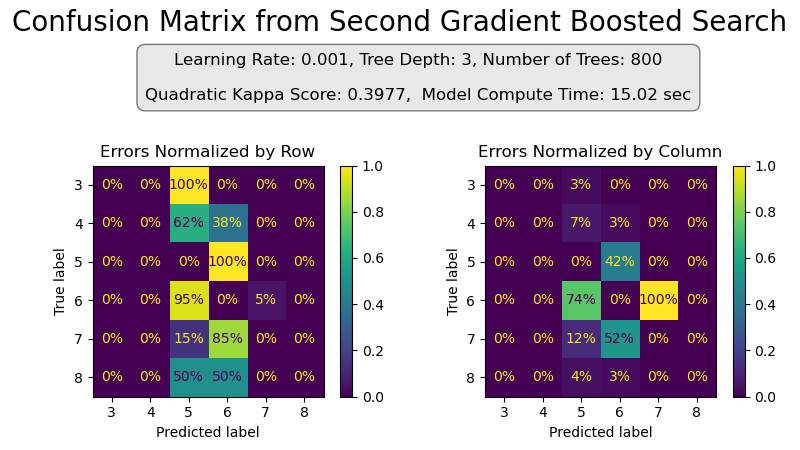 Confusion Matrix from Second Gradient Boosted Search
Learning Rate: 0.001, Tree Depth: 3, Number of Trees: 800
Quadratic Kappa Score: 0.3977,  Model Compute Time: 15.02 sec
Errors Normalized by Row
True label
3 0% 0% 100% 0% 0% 0%
4 0% 0% 62% 38% 0% 0%
5 0% 0% 0% 100% 0% 0%
6 0% 0% 95% 0% 5% 0%
7 0% 0% 15% 85% 0% 0%
8 0% 0% 50% 50% 0% 0%
3 4 5 6 7 8
Predicted label
1.0
0.8
0.6
0.4
0.2
0.0
Errors Normalized by Column
True label
3 0% 0% 3% 0% 0% 0%
4 0% 0% 7% 3% 0% 0%
5 0% 0% 0% 42% 0% 0%
6 0% 0% 74% 0% 100% 0%
7 0% 0% 12% 52% 0% 0%
8 0% 0% 4% 3% 0% 0%
3 4 5 6 7 8
Predicted label
1.0
0.8
0.6
0.4
0.2
0.0